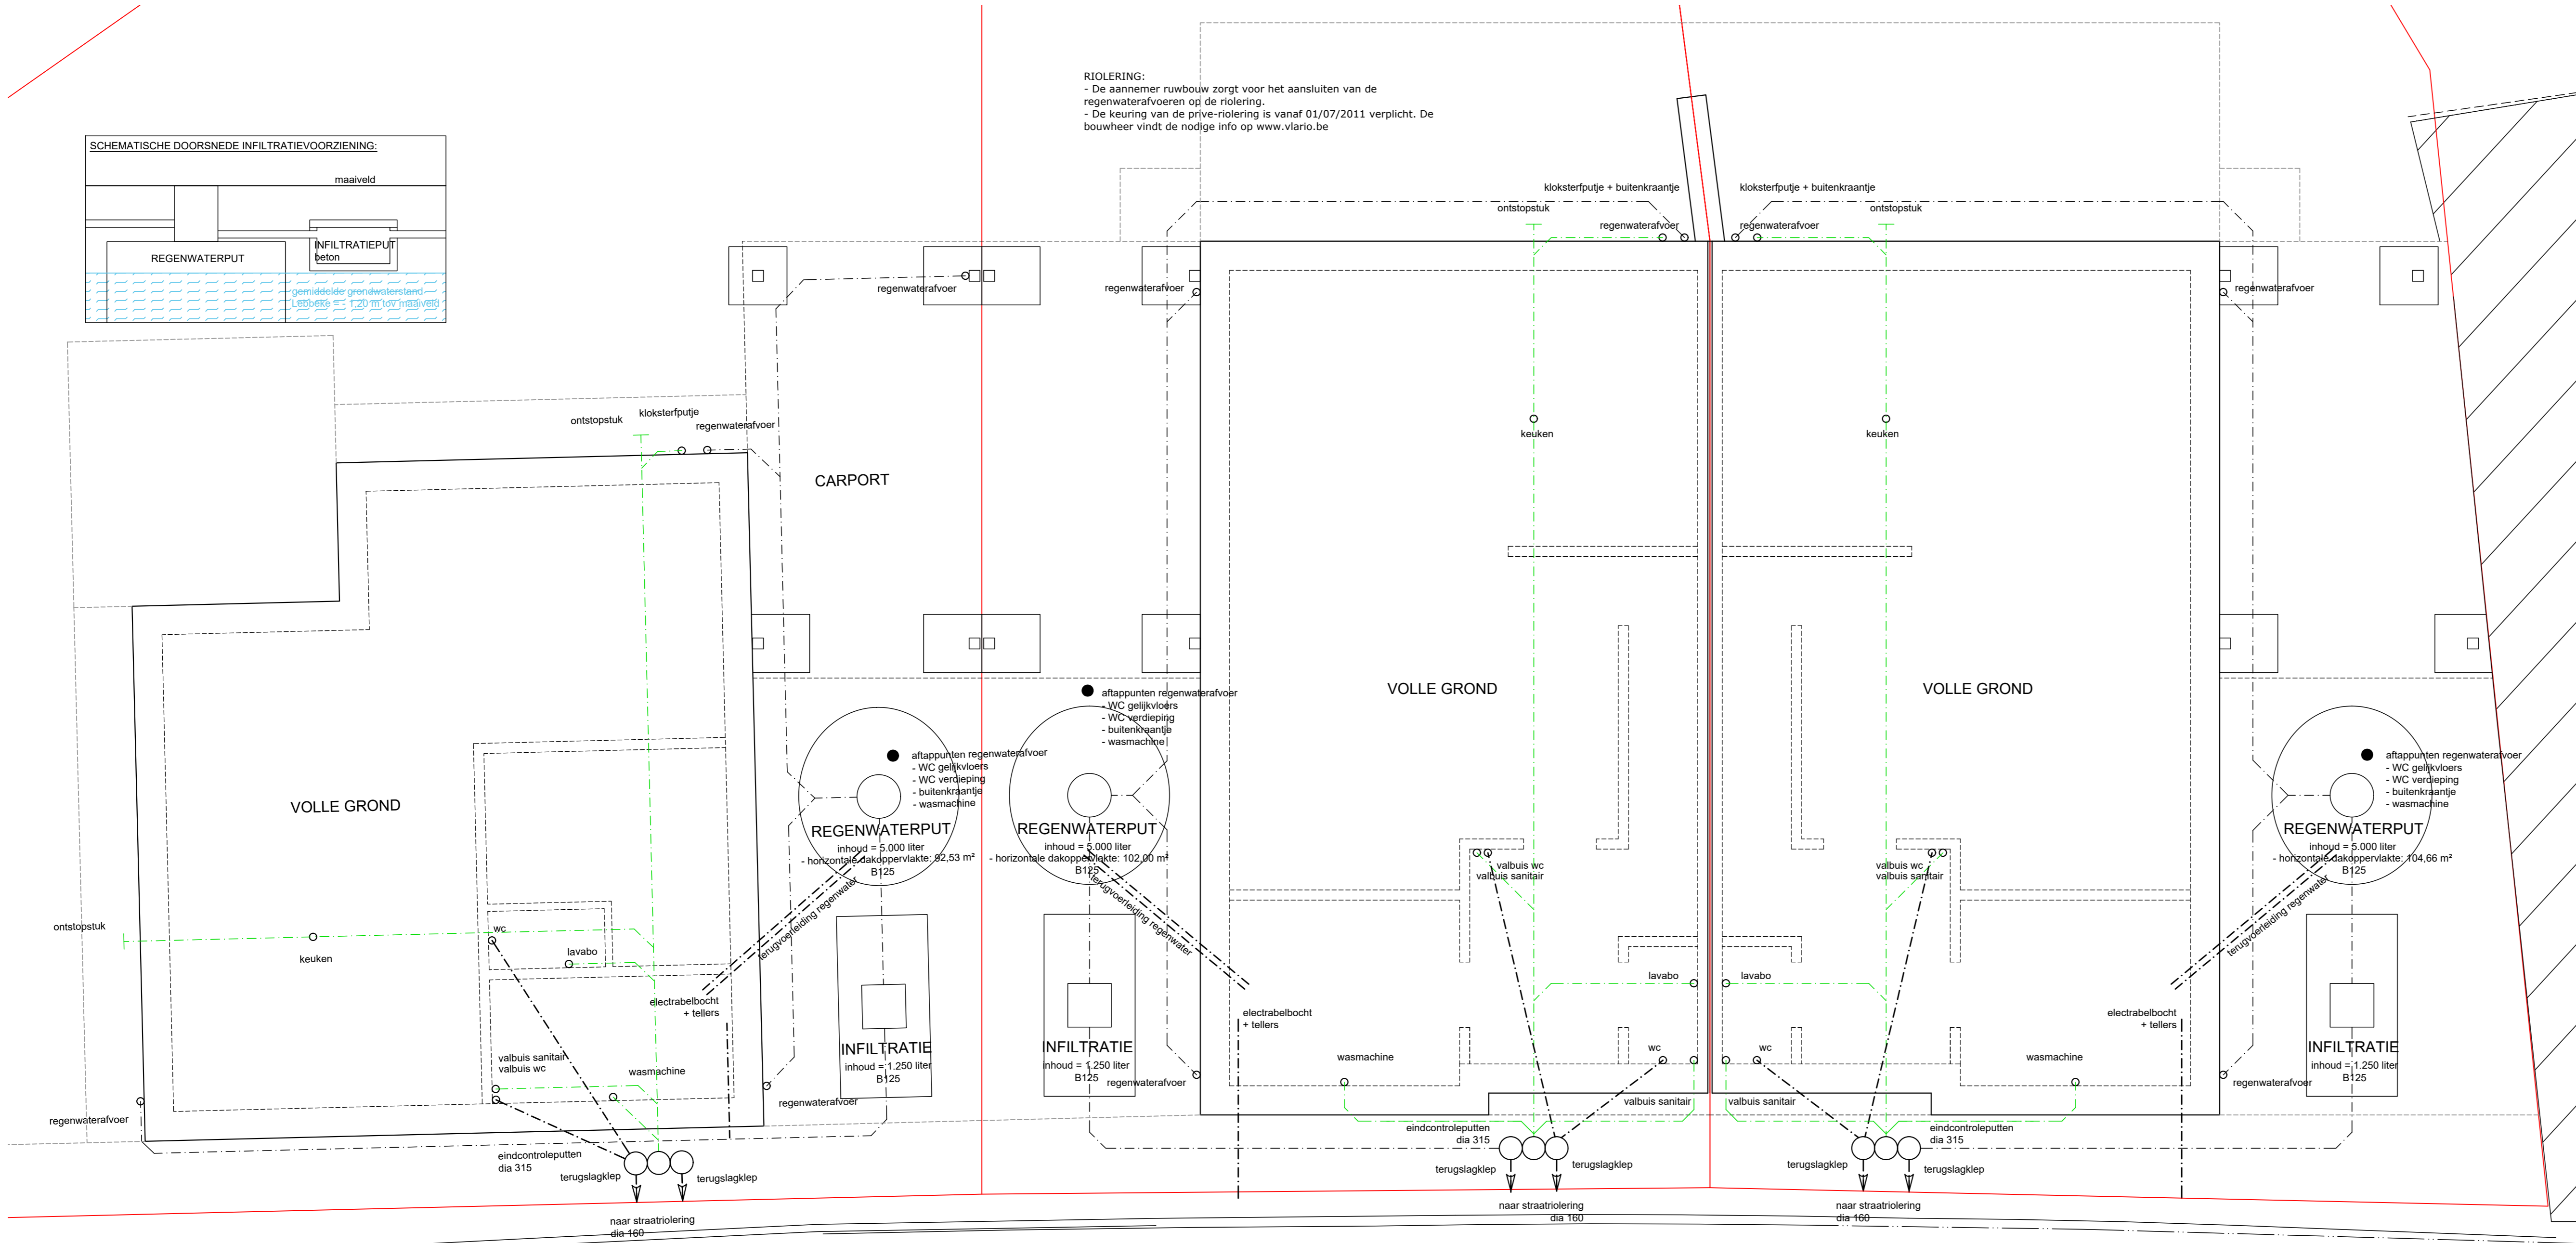 RIOLERING:
- De aannemer ruwbouw zorgt voor het aansluiten van de
regenwaterafvoeren op de riolering.
- De keuring van de prive-riolering is vanaf 01/07/2011 verplicht. De
bouwheer vindt de nodige info op www.vlario.be
SCHEMATISCHE DOORSNEDE INFILTRATIEVOORZIENING:
maaiveld
REGENWATERPUT
INFILTRATIEPUT
beton
gemiddelde grondwaterstand
Lebbeke = - 1,20 m tov maaiveld
kloksterfputje + buitenkraantje
kloksterfputje + buitenkraantje
ontstopstuk
ontstopstuk
regenwaterafvoer
regenwaterafvoer
regenwaterafvoer
regenwaterafvoer
regenwaterafvoer
ontstopstuk
kloksterfputje
regenwaterafvoer
keuken
keuken
CARPORT
VOLLE GROND
VOLLE GROND
VOLLE GROND
aftappunten regenwaterafvoer
- WC gelijkvloers
- WC verdieping
- buitenkraantje
- wasmachine
aftappunten regenwaterafvoer
- WC gelijkvloers
- WC verdieping
- buitenkraantje
- wasmachine
aftappunten regenwaterafvoer
- WC gelijkvloers
- WC verdieping
- buitenkraantje
- wasmachine
REGENWATERPUT
inhoud = 5.000 liter
- horizontale dakoppervlakte: 92,53 m²
B125
REGENWATERPUT
inhoud = 5.000 liter
- horizontale dakoppervlakte: 102,00 m²
B125
REGENWATERPUT
inhoud = 5.000 liter
- horizontale dakoppervlakte: 104,66 m²
B125
terugvoerleiding regenwater
terugvoerleiding regenwater
terugvoerleiding regenwater
valbuis wc
valbuis sanitair
valbuis wc
valbuis sanitair
ontstopstuk
keuken
wc
lavabo
lavabo
lavabo
electrabelbocht
+ tellers
electrabelbocht
+ tellers
electrabelbocht
+ tellers
INFILTRATIE
inhoud = 1.250 liter
B125
INFILTRATIE
inhoud = 1.250 liter
B125
INFILTRATIE
inhoud = 1.250 liter
B125
valbuis sanitair
valbuis wc
wasmachine
wasmachine
wc
wc
wasmachine
regenwaterafvoer
regenwaterafvoer
regenwaterafvoer
regenwaterafvoer
valbuis sanitair
valbuis sanitair
eindcontroleputten
dia 315
eindcontroleputten
dia 315
eindcontroleputten
dia 315
terugslagklep
terugslagklep
terugslagklep
terugslagklep
terugslagklep
terugslagklep
naar straatriolering
dia 160
naar straatriolering
dia 160
naar straatriolering
dia 160